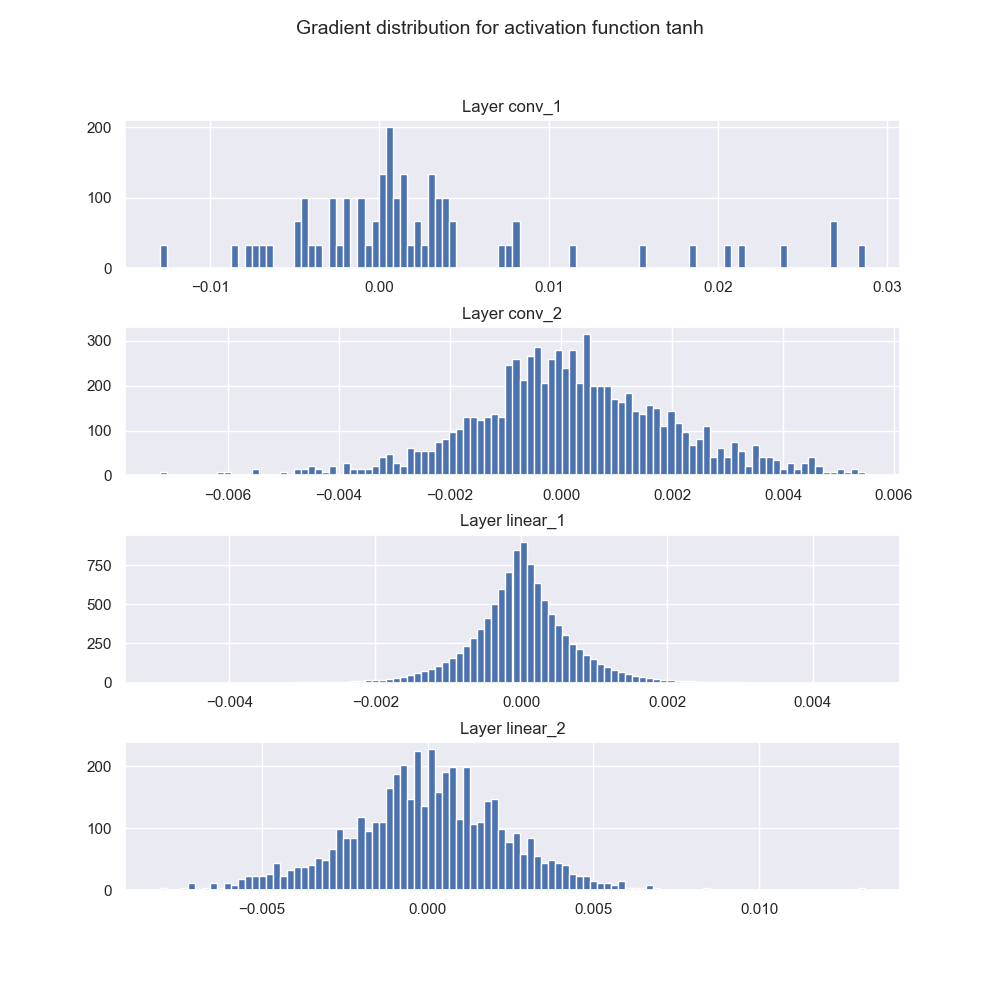 Gradient distribution for activation function tanh
Layer conv_1
200
100
0
−0.01 0.00 0.01 0.02 0.03
Layer conv_2
300
200
100
0
−0.006 −0.004 −0.002 0.000 0.002 0.004 0.006
Layer linear_1
750
500
250
0
−0.004 −0.002 0.000 0.002 0.004
Layer linear_2
200
100
0
−0.005 0.000 0.005 0.010